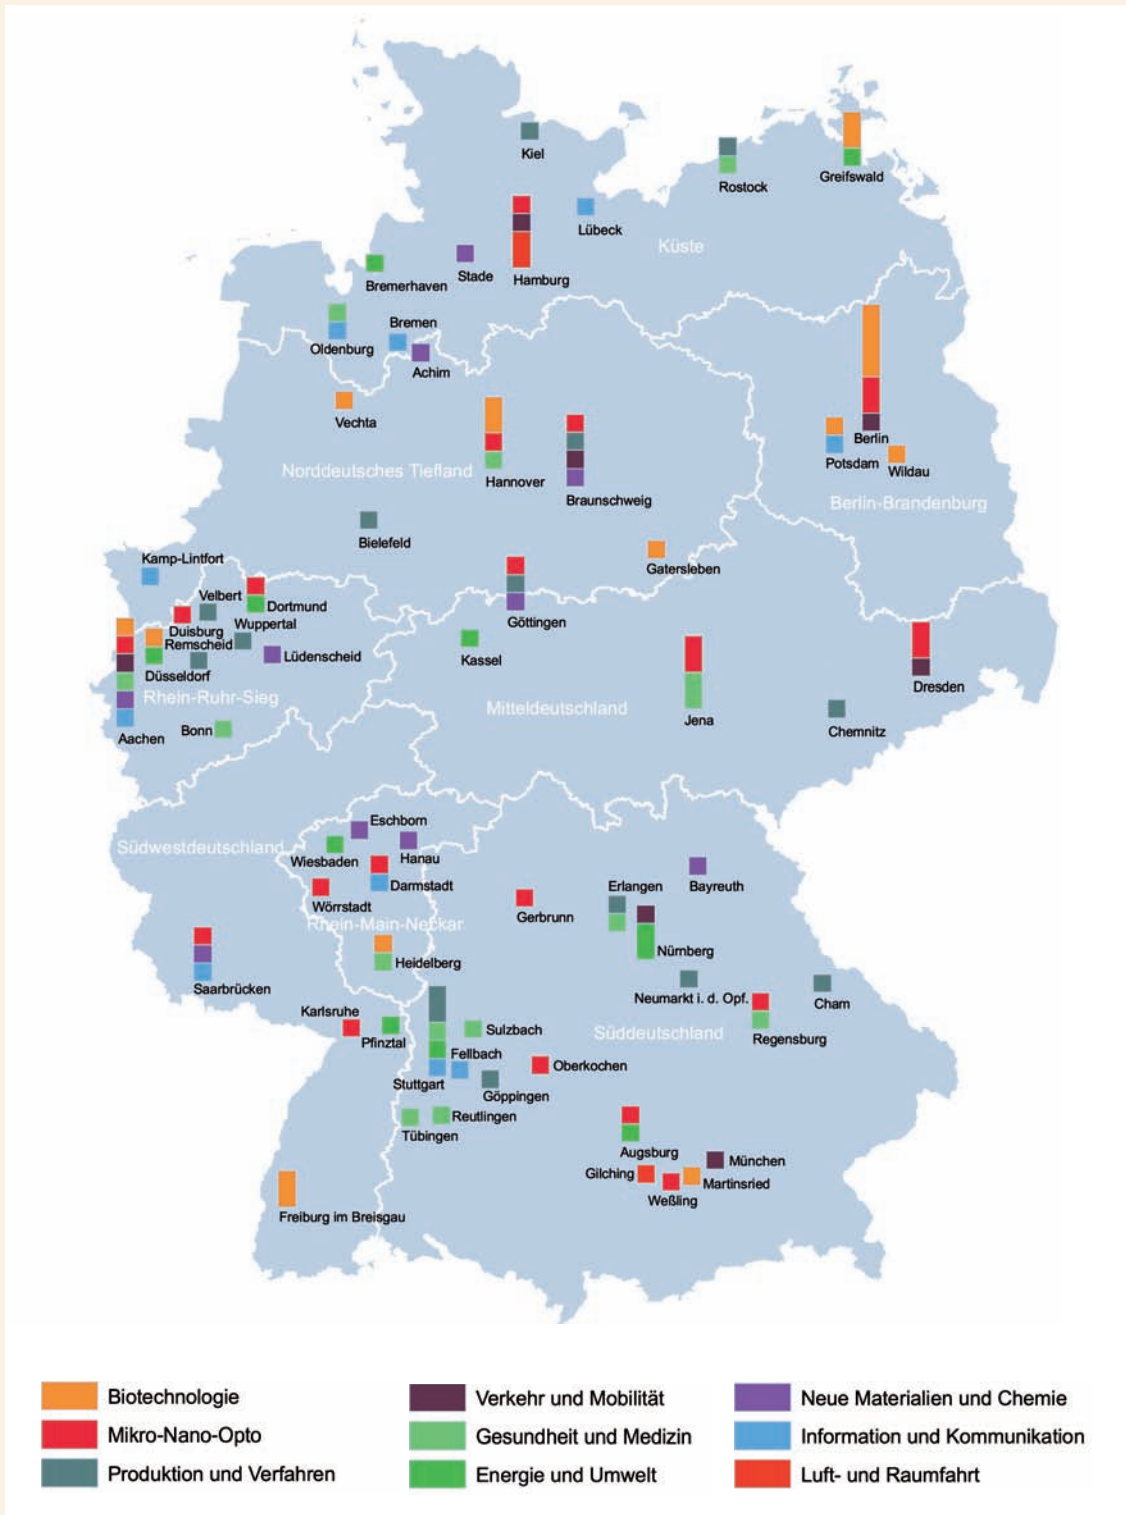 Kiel
Rostock
Greifswald
Lübeck
Küste
Stade
Hamburg
Bremerhaven
Bremen
Oldenburg
Achim
Vechta
Berlin
Potsdam
Wildau
Norddeutsches Tiefland
Hannover
Braunschweig
Berlin-Brandenburg
Bielefeld
Kamp-Lintfort
Gatersleben
Velbert
Dortmund
Duisburg
Wuppertal
Göttingen
Remscheid
Lüdenscheid
Kassel
Düsseldorf
Dresden
Rhein-Ruhr-Sieg
Mitteldeutschland
Jena
Bonn
Aachen
Chemnitz
Eschborn
Südwestdeutschland
Wiesbaden
Hanau
Darmstadt
Erlangen
Bayreuth
Wörrstadt
Gerbrunn
Rhein-Main-Neckar
Nürnberg
Heidelberg
Saarbrücken
Neumarkt i. d. Opf.
Cham
Karlsruhe
Sulzbach
Süddeutschland
Regensburg
Pfinztal
Fellbach
Oberkochen
Stuttgart
Göppingen
Reutlingen
Tübingen
Augsburg
München
Gilching
Martinsried
Weßling
Freiburg im Breisgau
Biotechnologie
Mikro-Nano-Opto
Produktion und Verfahren
Verkehr und Mobilität
Gesundheit und Medizin
Energie und Umwelt
Neue Materialien und Chemie
Information und Kommunikation
Luft- und Raumfahrt